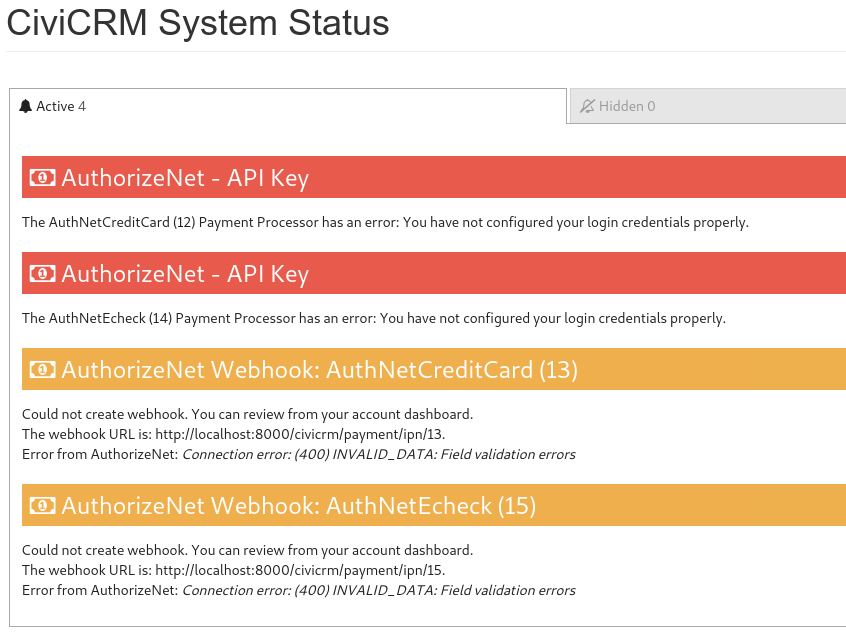 CiviCRM System Status
Active 4
Hidden 0
AuthorizeNet - API Key
The AuthNetCreditCard (12) Payment Processor has an error: You have not configured your login credentials properly.
AuthorizeNet - API Key
The AuthNetEcheck (14) Payment Processor has an error: You have not configured your login credentials properly.
AuthorizeNet Webhook: AuthNetCreditCard (13)
Could not create webhook. You can review from your account dashboard.
The webhook URL is: http://localhost:8000/civicrm/payment/ipn/13.
Error from AuthorizeNet: Connection error: (400) INVALID_DATA: Field validation errors
AuthorizeNet Webhook: AuthNetEcheck (15)
Could not create webhook. You can review from your account dashboard.
The webhook URL is: http://localhost:8000/civicrm/payment/ipn/15.
Error from AuthorizeNet: Connection error: (400) INVALID_DATA: Field validation errors